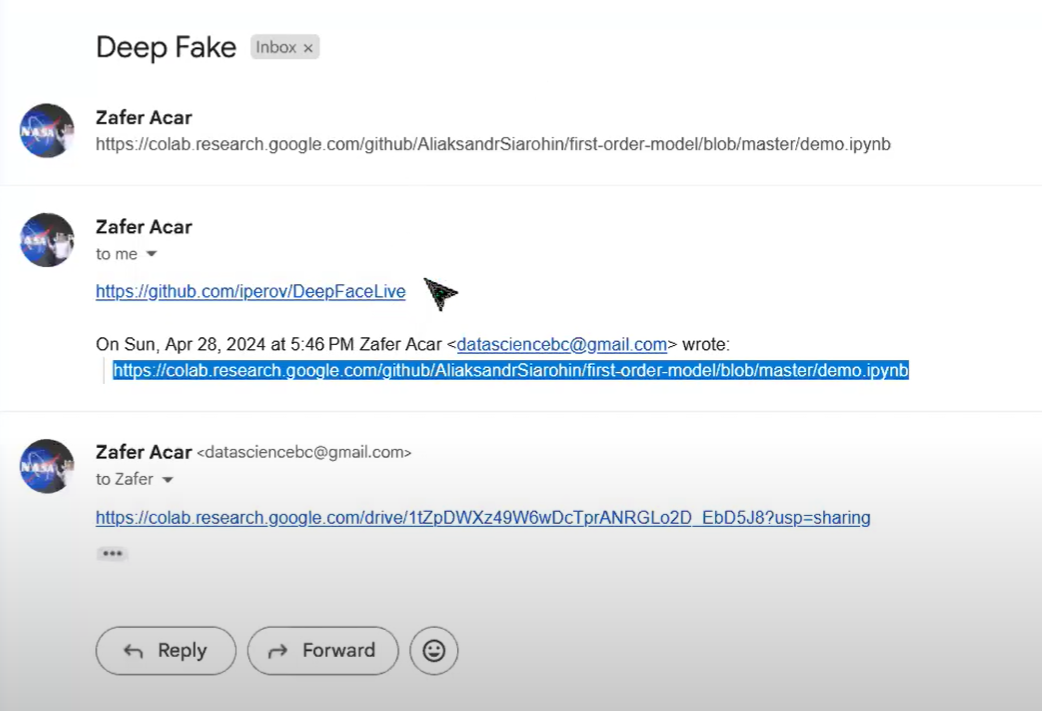 Deep Fake Inbox ×
Zafer Acar
https://colab.research.google.com/github/AliaksandrSiarohin/first-order-model/blob/master/demo.ipynb
Zafer Acar
to me
https://github.com/iperov/DeepFaceLive
On Sun, Apr 28, 2024 at 5:46 PM Zafer Acar <datasciencebc@gmail.com> wrote:
https://colab.research.google.com/github/AliaksandrSiarohin/first-order-model/blob/master/demo.ipynb
Zafer Acar <datasciencebc@gmail.com>
to Zafer
https://colab.research.google.com/drive/1tZpDWXz49W6wDcTprANRGLo2D_EbD5J8?usp=sharing
•••
Reply Forward